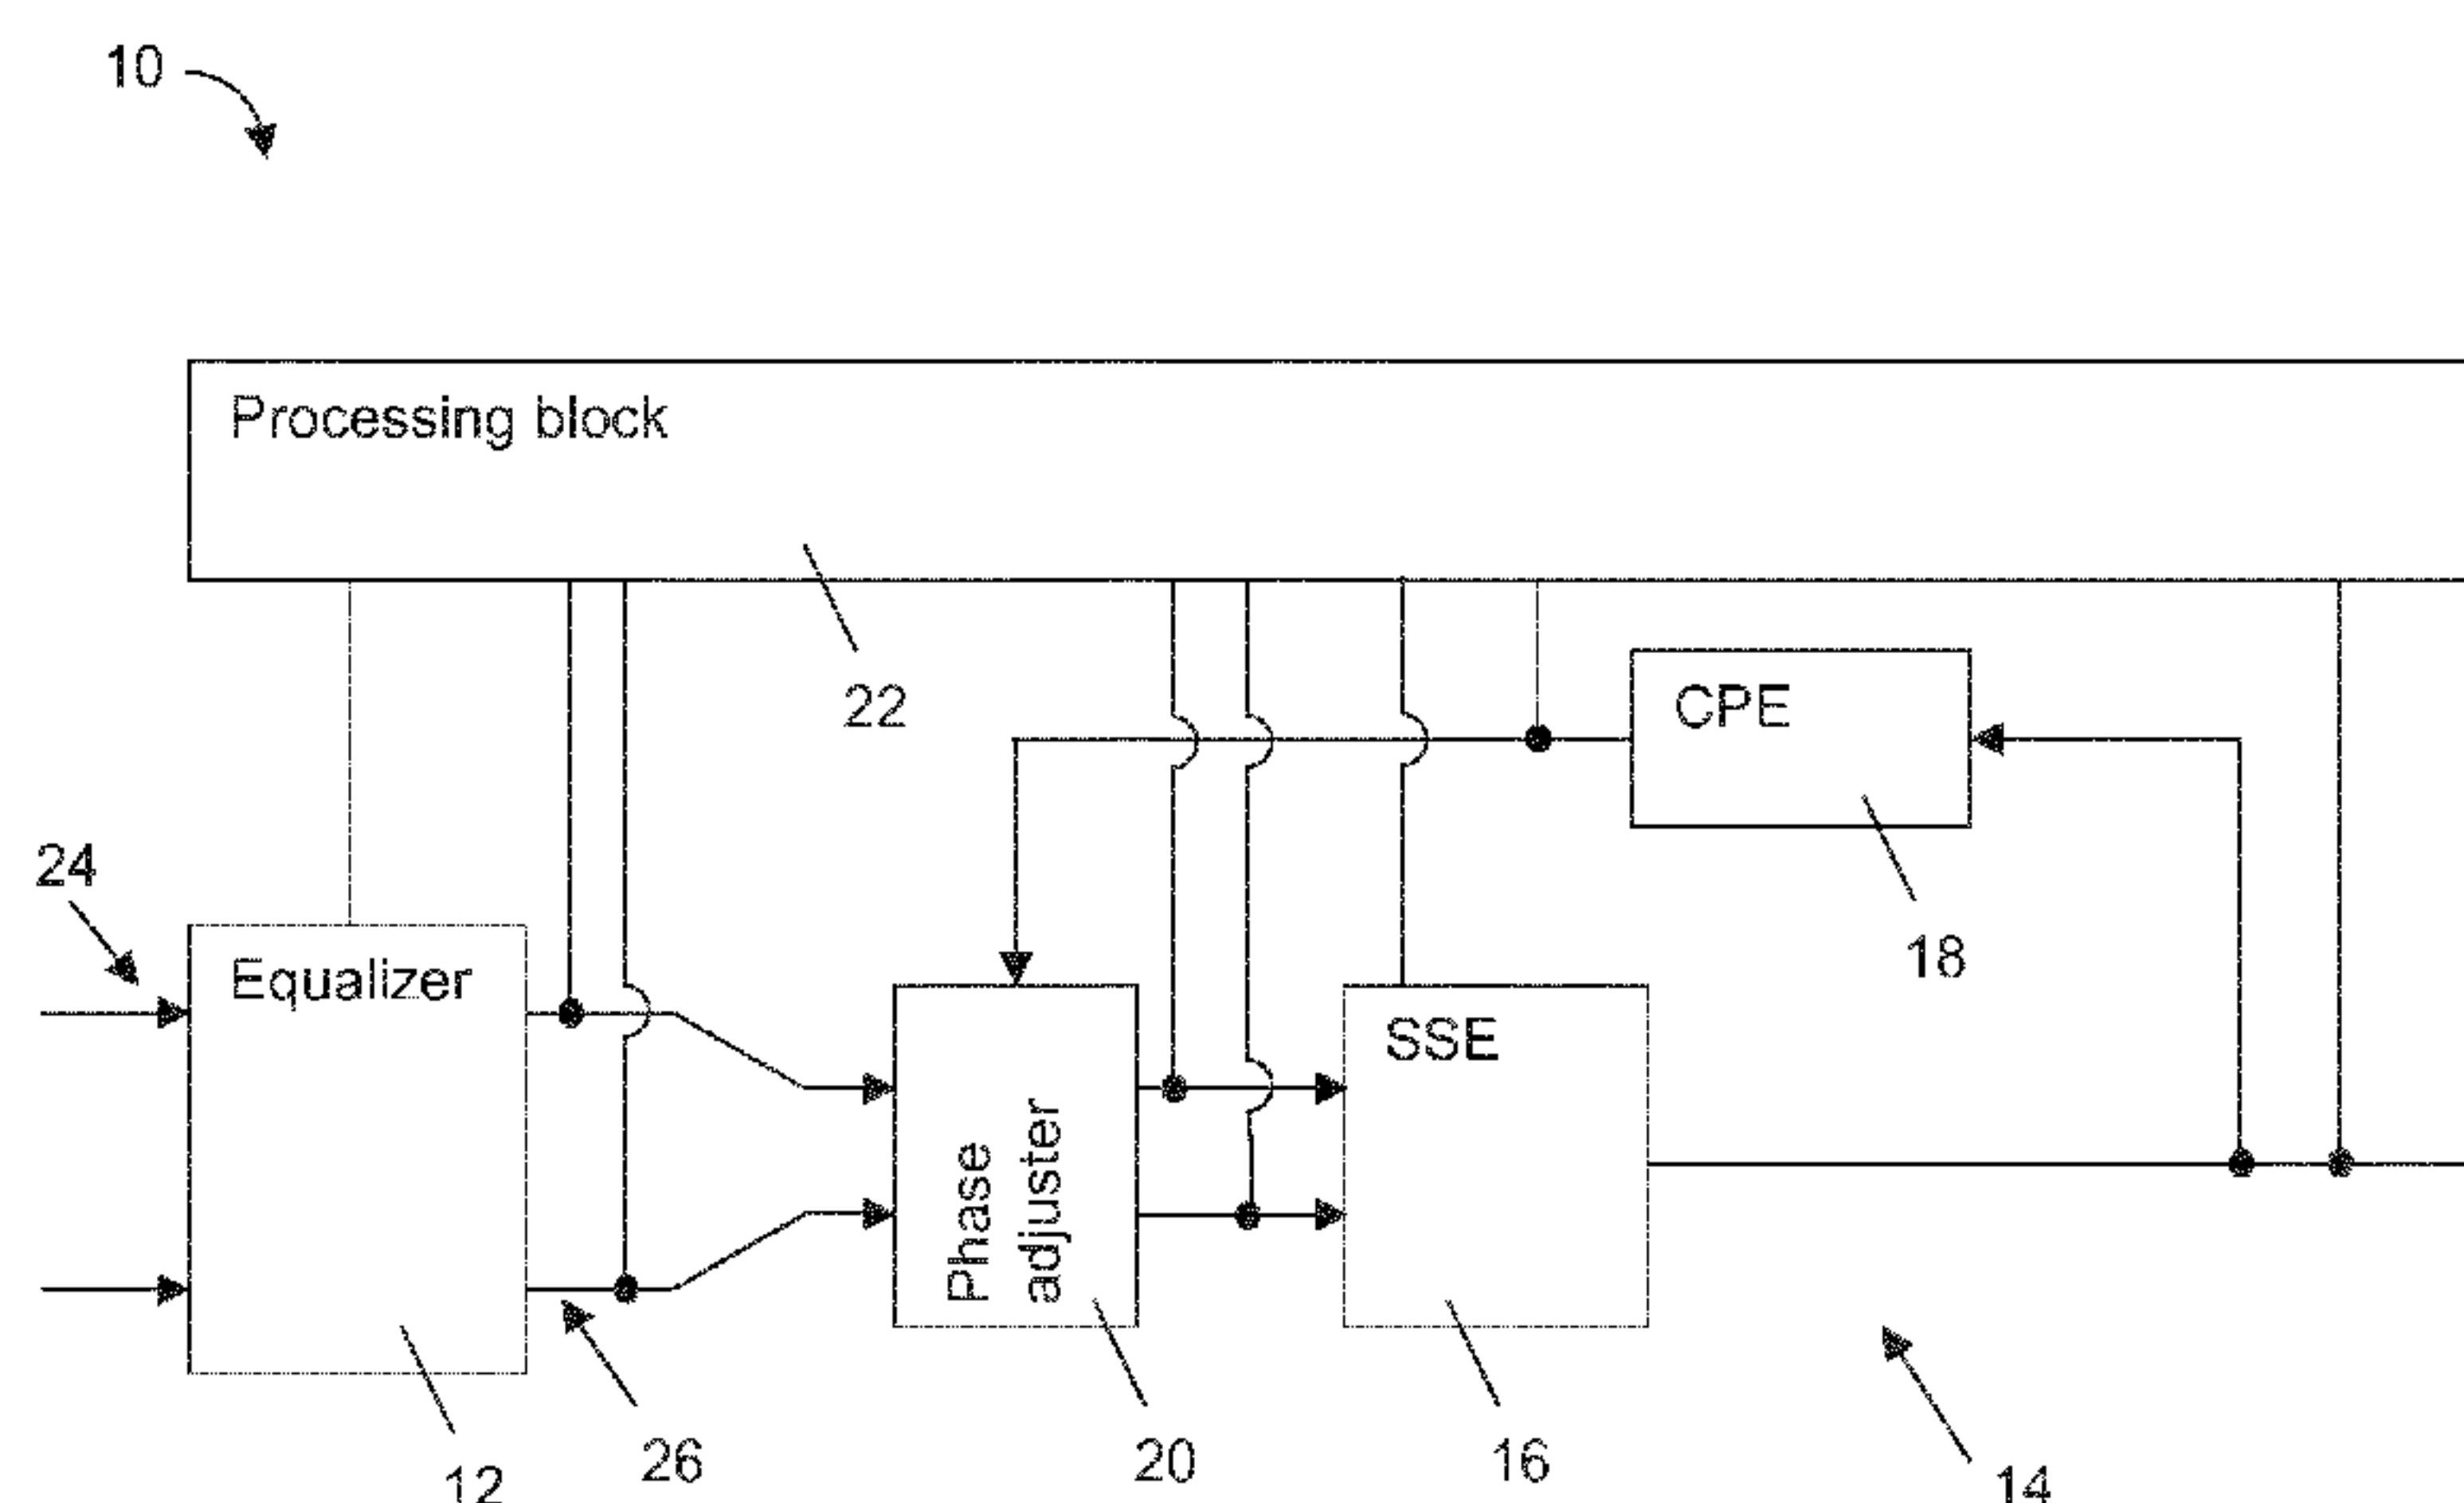 10
Processing block
22
CPE
18
24
Equalizer
Phase
adjuster
SSE
12
26
20
16
14